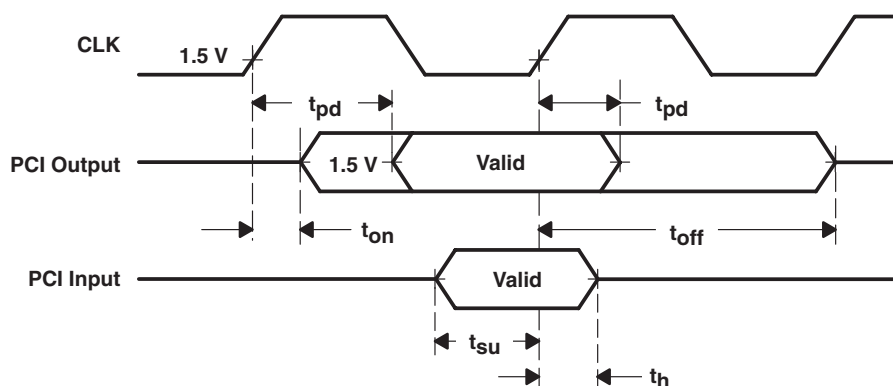 CLK
1.5 V
tpd
tpd
PCI Output
1.5 V
Valid
ton
toff
PCI Input
Valid
tsu
th